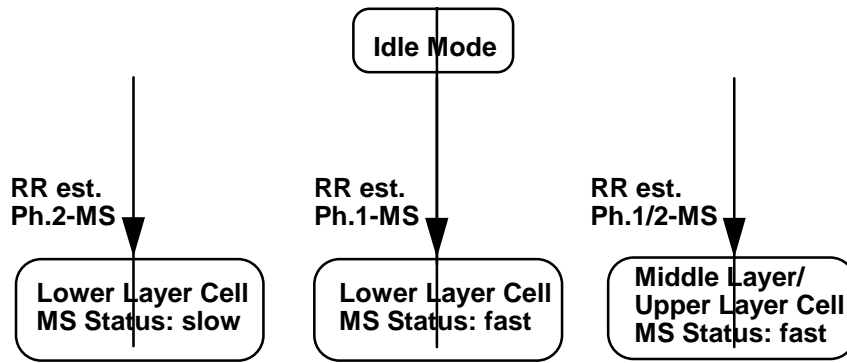 Idle Mode
RR est.
Ph.2-MS
RR est.
Ph.1-MS
RR est.
Ph.1/2-MS
Lower Layer Cell
MS Status: slow
Lower Layer Cell
MS Status: fast
Middle Layer/
Upper Layer Cell
MS Status: fast